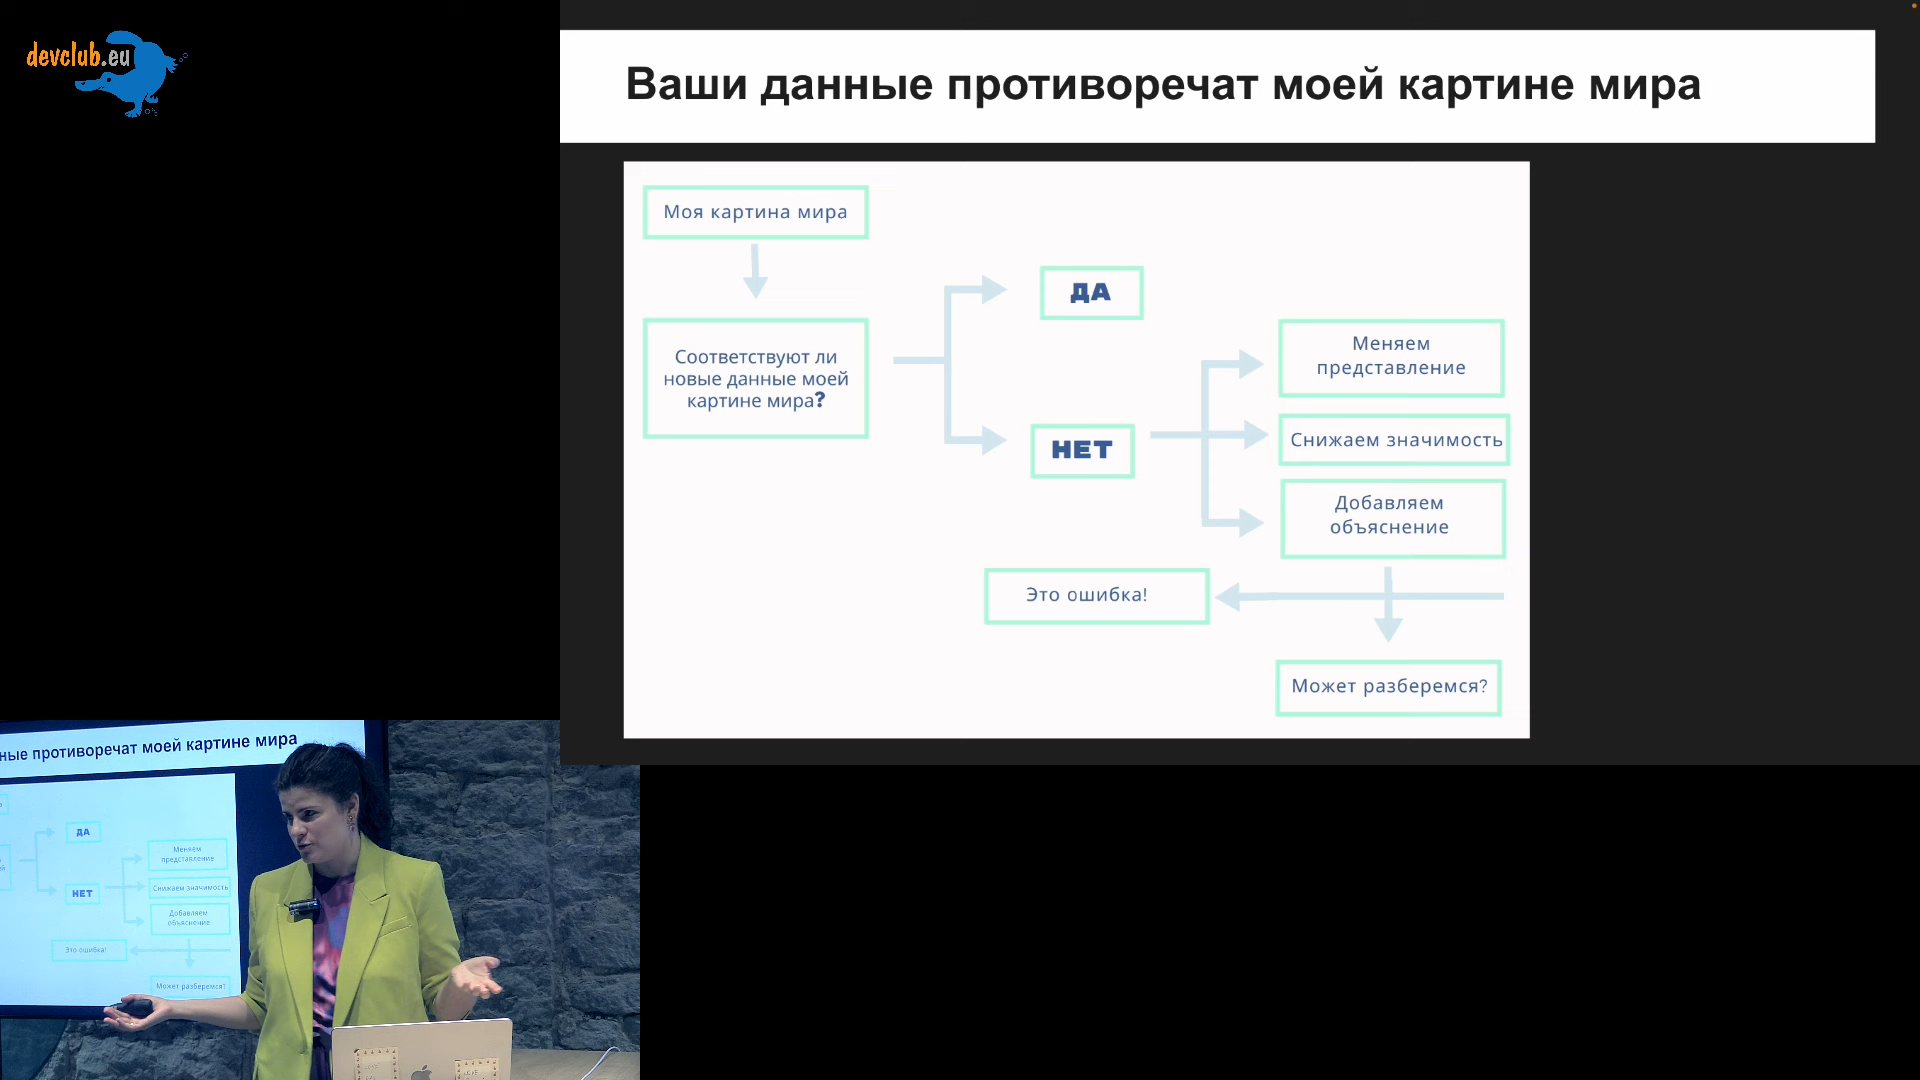 devclub.eu
Ваши данные противоречат моей картине мира
Моя картина мира
Соответствуют ли
новые данные моей
картине мира?
ДА
НЕТ
Меняем
представление
Снижаем значимость
Добавляем
объяснение
Это ошибка!
Может разберемся?
ные противоречат моей картине мира
ДА
НЕТ
Меняем
представление
Снижаем значимость
Добавляем
объяснение
Это ошибка!
Может разберемся?